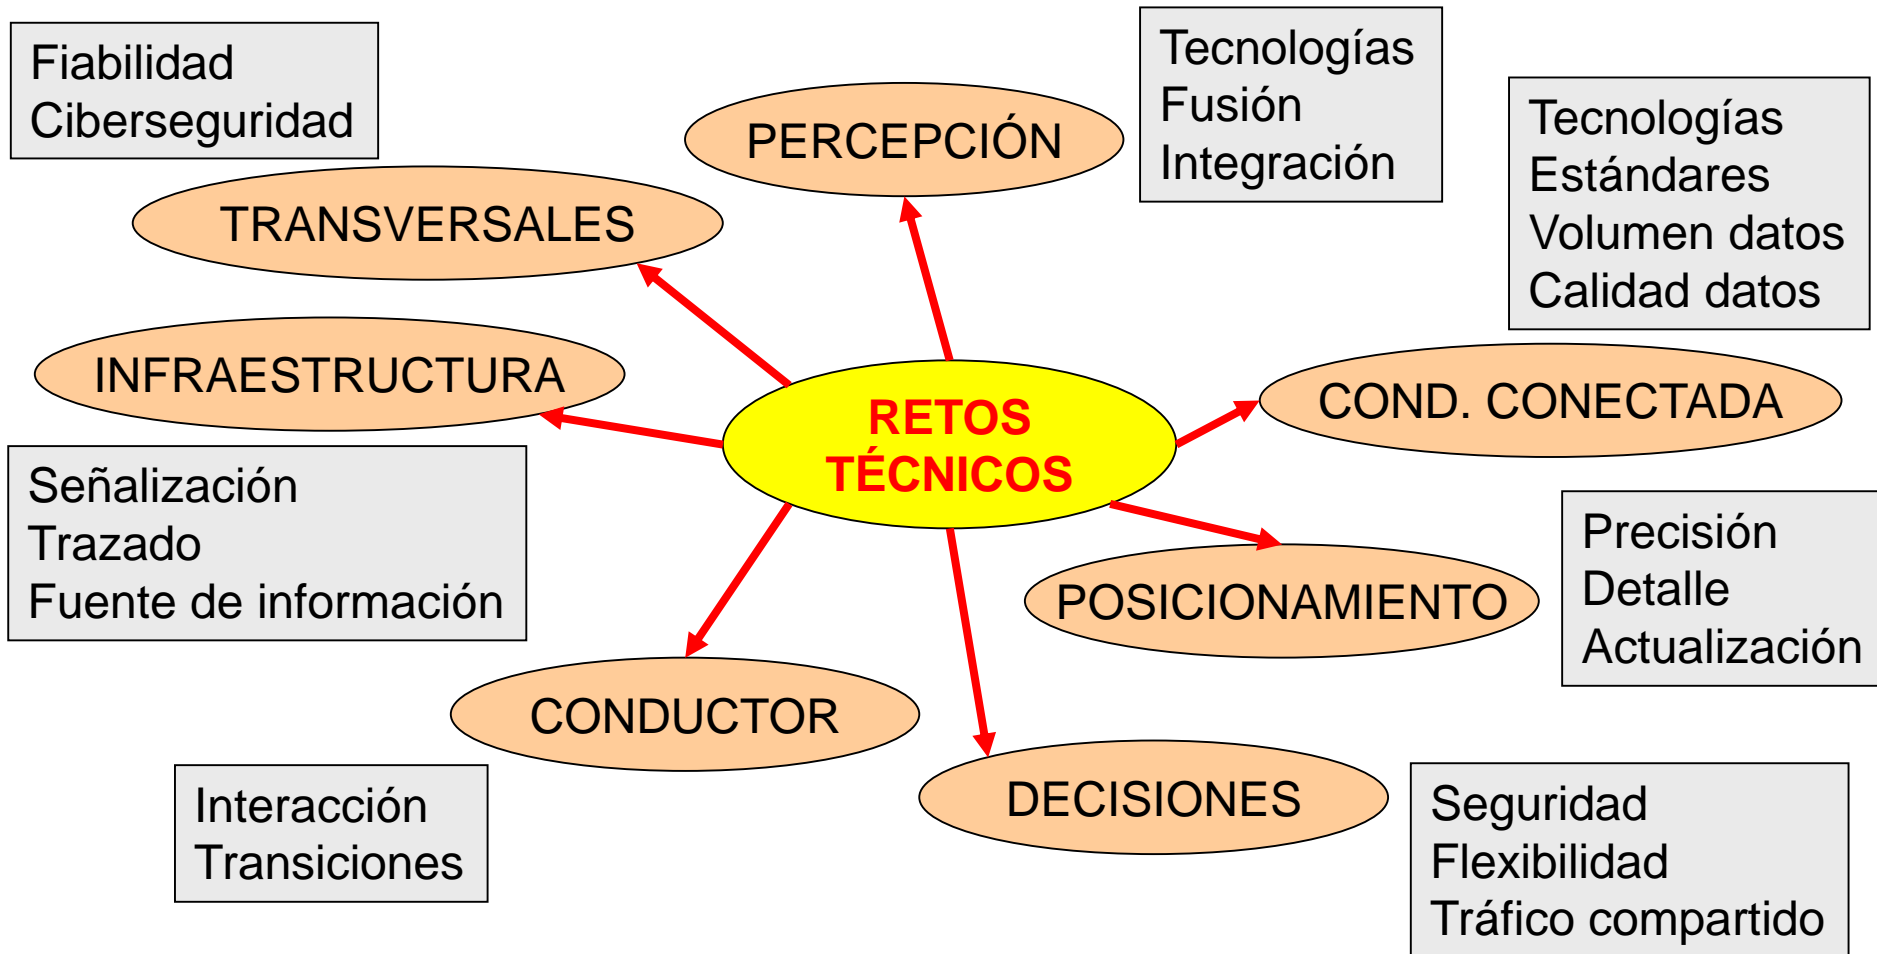 Fiabilidad
Ciberseguridad
TRANSVERSALES
PERCEPCIÓN
Tecnologías
Fusión
Integración
Tecnologías
Estándares
Volumen datos
Calidad datos
INFRAESTRUCTURA
Señalización
Trazado
Fuente de información
RETOS
TÉCNICOS
COND. CONECTADA
POSICIONAMIENTO
Precisión
Detalle
Actualización
CONDUCTOR
Interacción
Transiciones
DECISIONES
Seguridad
Flexibilidad
Tráfico compartido